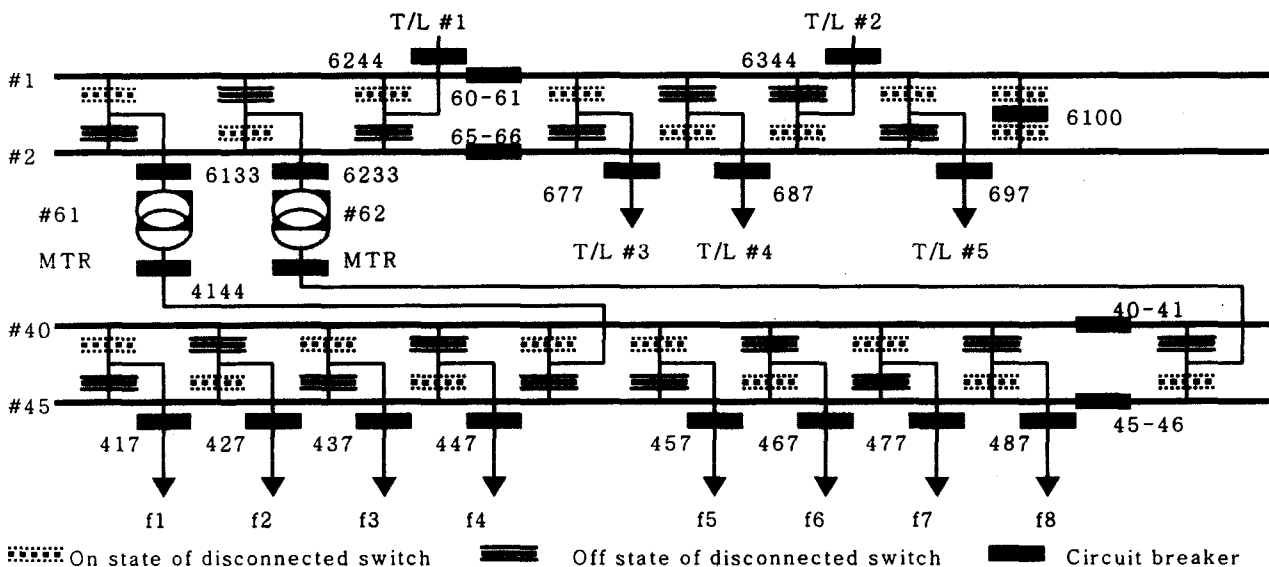 T/L #1
T/L #2
6244
6344
#1
60-61
6100
65-66
#2
6133
6233
677
687
697
#61
#62
T/L #3
T/L #4
T/L #5
MTR
MTR
4144
40-41
#40
#45
45-46
417
427
437
447
457
467
477
487
f1
f2
f3
f4
f5
f6
f7
f8
On state of disconnected switch
Off state of disconnected switch
Circuit breaker